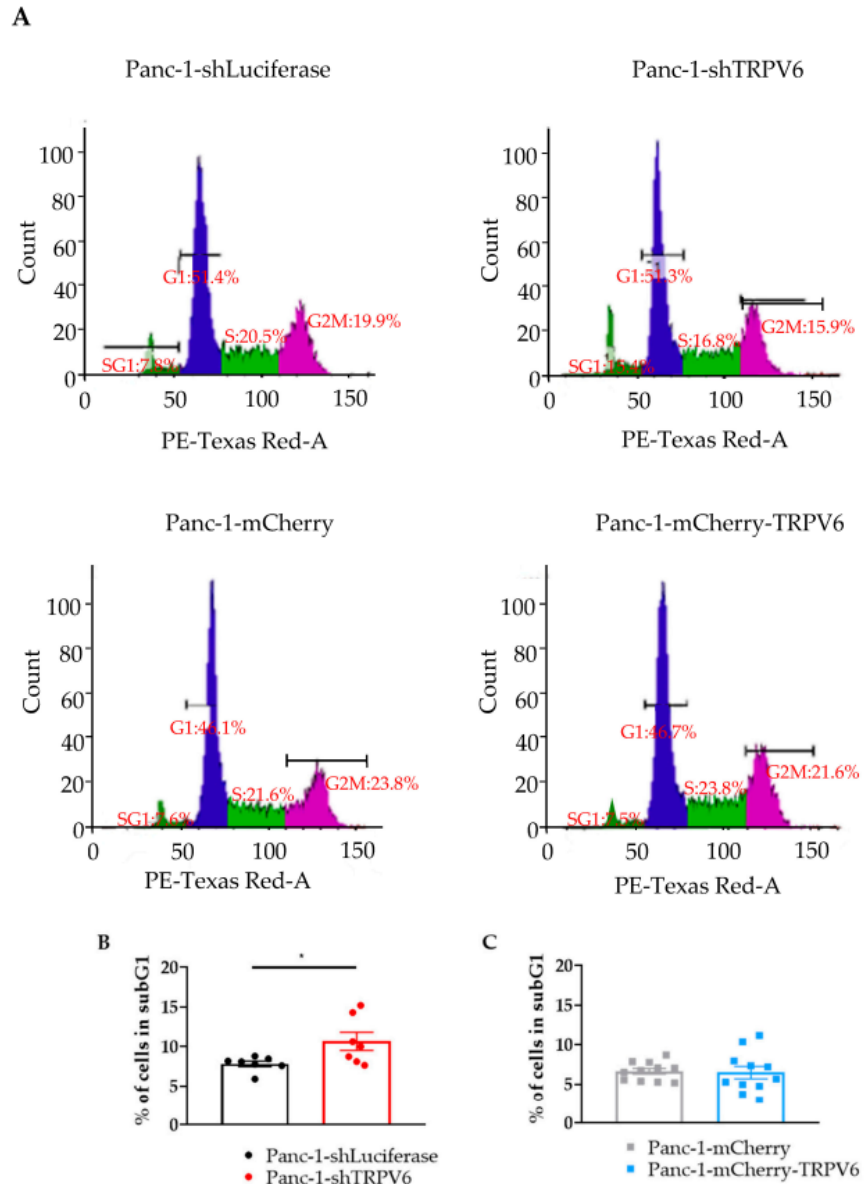 A
Panc-1-shLuciferase
Panc-1-shTRPV6
100
80
60
40
20
0
Count
G1:51.4%
S:20.5%
G2M:19.9%
SG1:7.8%
0 50 100 150
PE-Texas Red-A
100
80
60
40
20
0
Count
G1:51.3%
S:16.8%
G2M:15.9%
0 50 100 150
PE-Texas Red-A
Panc-1-mCherry
Panc-1-mCherry-TRPV6
100
80
60
40
20
0
Count
G1:46.1%
S:21.6%
G2M:23.8%
0 50 100 150
PE-Texas Red-A
100
80
60
40
20
0
Count
G1:46.7%
S:23.8%
G2M:21.6%
0 50 100 150
PE-Texas Red-A
B
% of cells in subG1
20
15
10
5
0
*
Panc-1-shLuciferase
Panc-1-shTRPV6
C
% of cells in subG1
20
15
10
5
0
Panc-1-mCherry
Panc-1-mCherry-TRPV6